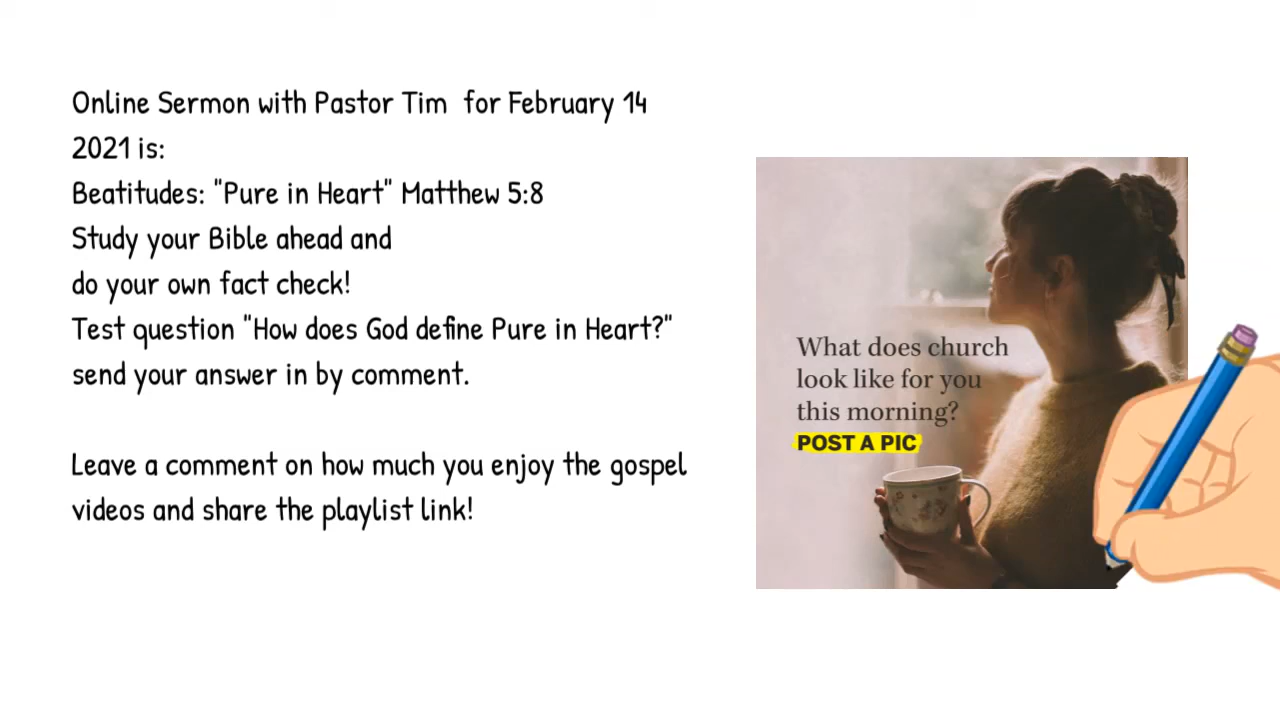 Online Sermon with Pastor Tim  for February 14
2021 is:
Beatitudes: "Pure in Heart" Matthew 5:8
Study your Bible ahead and
do your own fact check!
Test question "How does God define Pure in Heart?"
send your answer in by comment.
Leave a comment on how much you enjoy the gospel
videos and share the playlist link!
What does church
look like for you
this morning?
POST A PIC